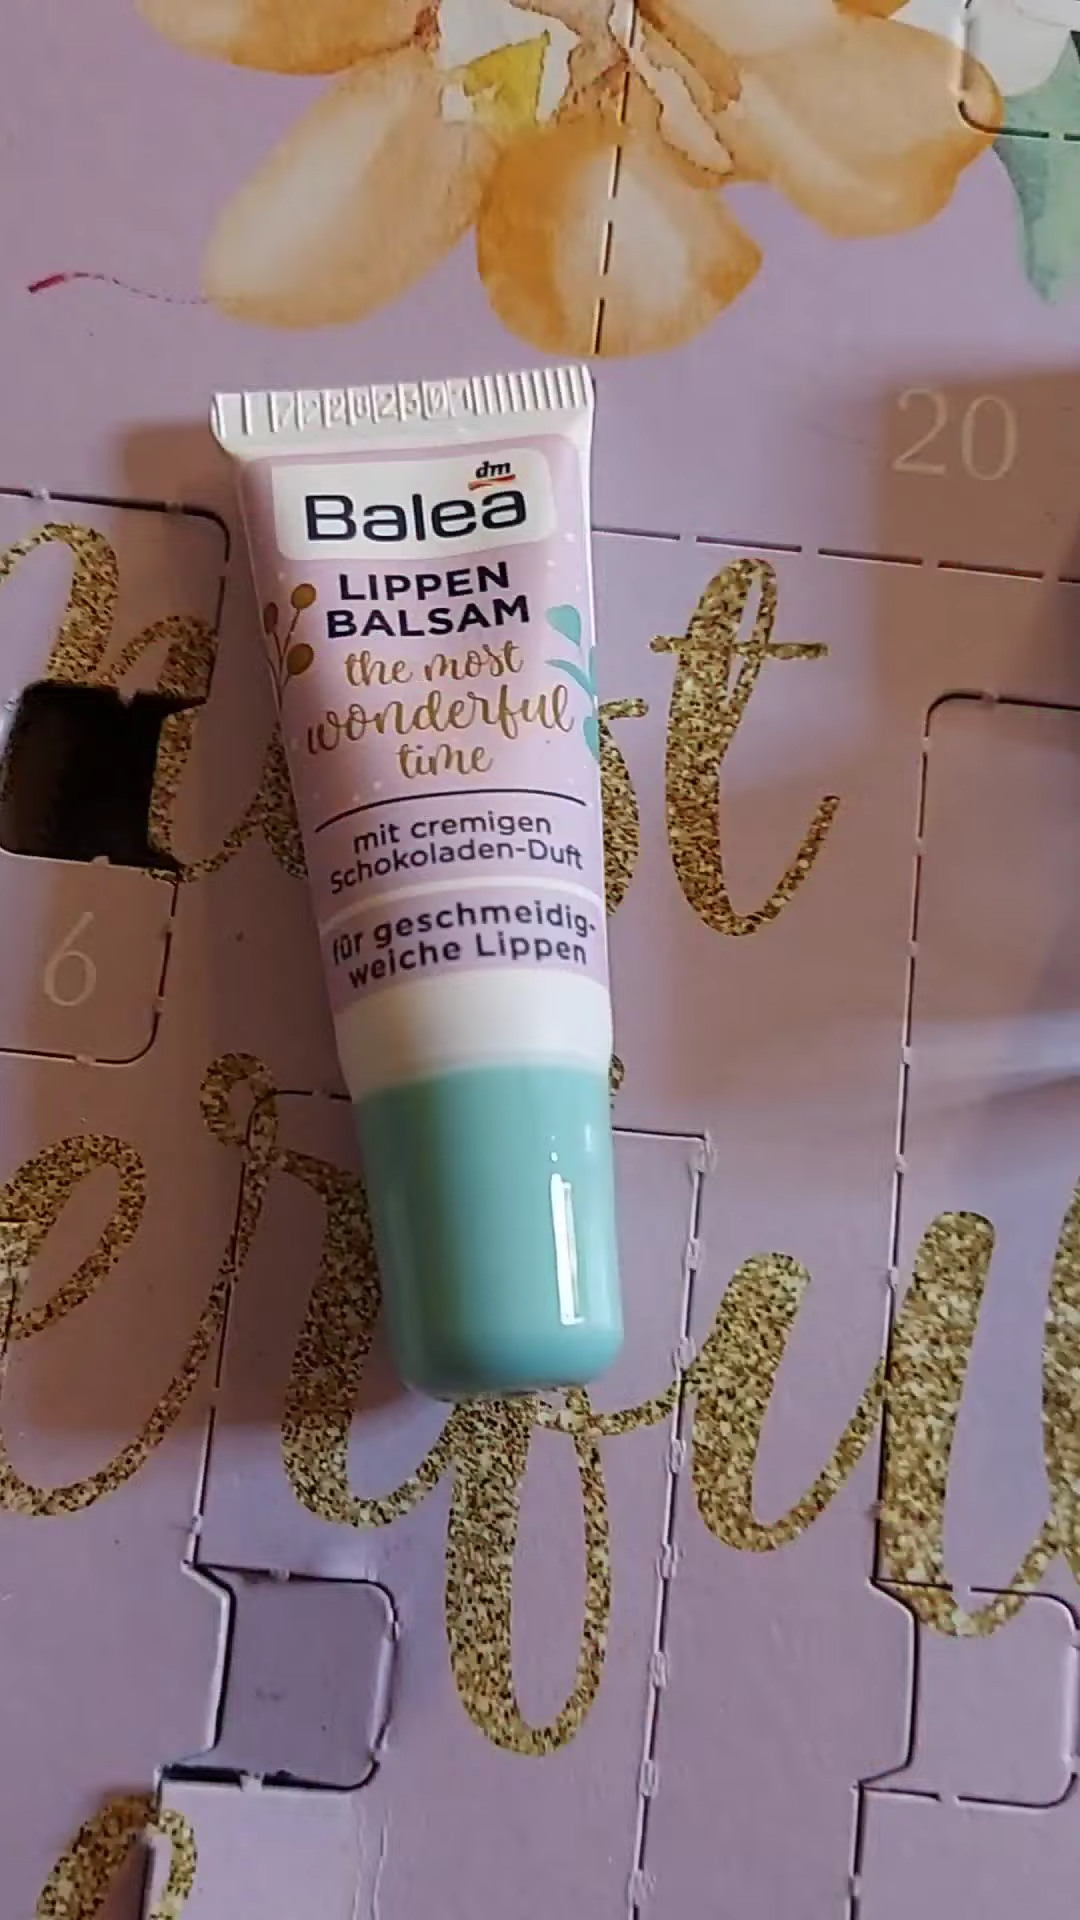 20
dm
Balea
LIPPEN
BALSAM
the most
wonderful
time
mit cremigen
Schokoladen-Duft
für geschmeidig-
weiche Lippen
6